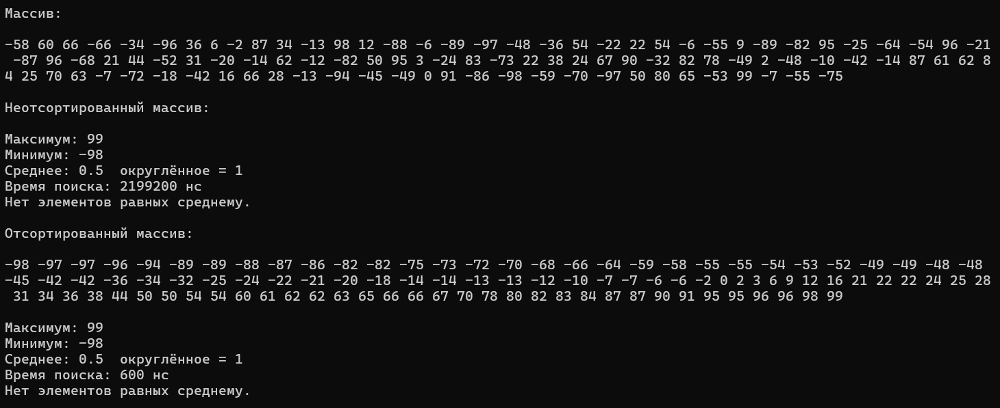 Массив:
-58 60 66 -66 -34 -96 36 6 -2 87 34 -13 98 12 -88 -6 -89 -97 -48 -36 54 -22 22 54 -6 -55 9 -89 -82 95 -25 -64 -54 96 -21
-87 96 -68 21 44 -52 31 -20 -14 62 -12 -82 50 95 3 -24 83 -73 22 38 24 67 90 -32 82 78 -49 2 -48 -10 -42 -14 87 61 62 8
4 25 70 63 -7 -72 -18 -42 16 66 28 -13 -94 -45 -49 0 91 -86 -98 -59 -70 -97 50 80 65 -53 99 -7 -55 -75
Неотсортированный массив:
Максимум: 99
Минимум: -98
Среднее: 0.5  округлённое = 1
Время поиска: 2199200 нс
Нет элементов равных среднему.
Отсортированный массив:
-98 -97 -97 -96 -94 -89 -89 -88 -87 -86 -82 -82 -75 -73 -72 -70 -68 -66 -64 -59 -58 -55 -55 -54 -53 -52 -49 -49 -48 -48
-45 -42 -42 -36 -34 -32 -25 -24 -22 -21 -20 -18 -14 -14 -13 -13 -12 -10 -7 -7 -6 -6 -2 0 2 3 6 9 12 16 21 22 22 24 25 28
31 34 36 38 44 50 50 54 54 60 61 62 62 63 65 66 66 67 70 78 80 82 83 84 87 87 90 91 95 95 96 96 98 99
Максимум: 99
Минимум: -98
Среднее: 0.5  округлённое = 1
Время поиска: 600 нс
Нет элементов равных среднему.